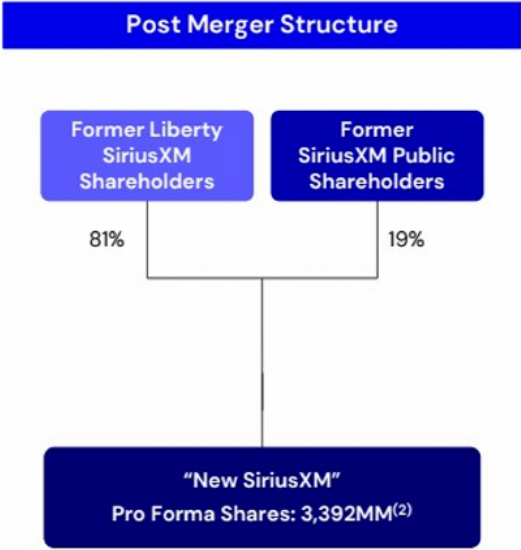 Post Merger Structure
Former Liberty
SiriusXM
Shareholders
Former
SiriusXM Public
Shareholders
81%
19%
“New SiriusXM”
Pro Forma Shares: 3,392MM(2)